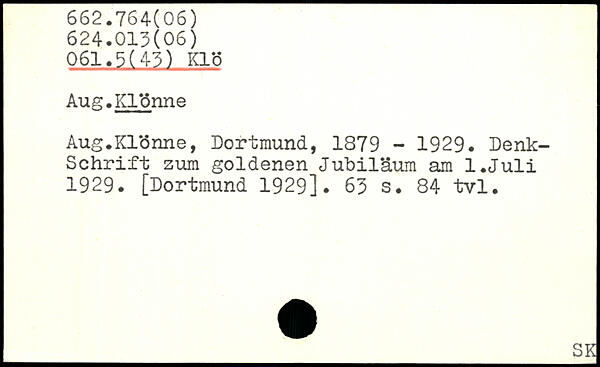 662.764(06)
624.013(06)
061.5(43) Klö
Aug.Klönne
Aug.Klönne, Dortmund, 1879 - 1929. Denk-
Schrift zum goldenen Jubiläum am 1.Juli
1929. [Dortmund 1929]. 63 s. 84 tvl.
SK